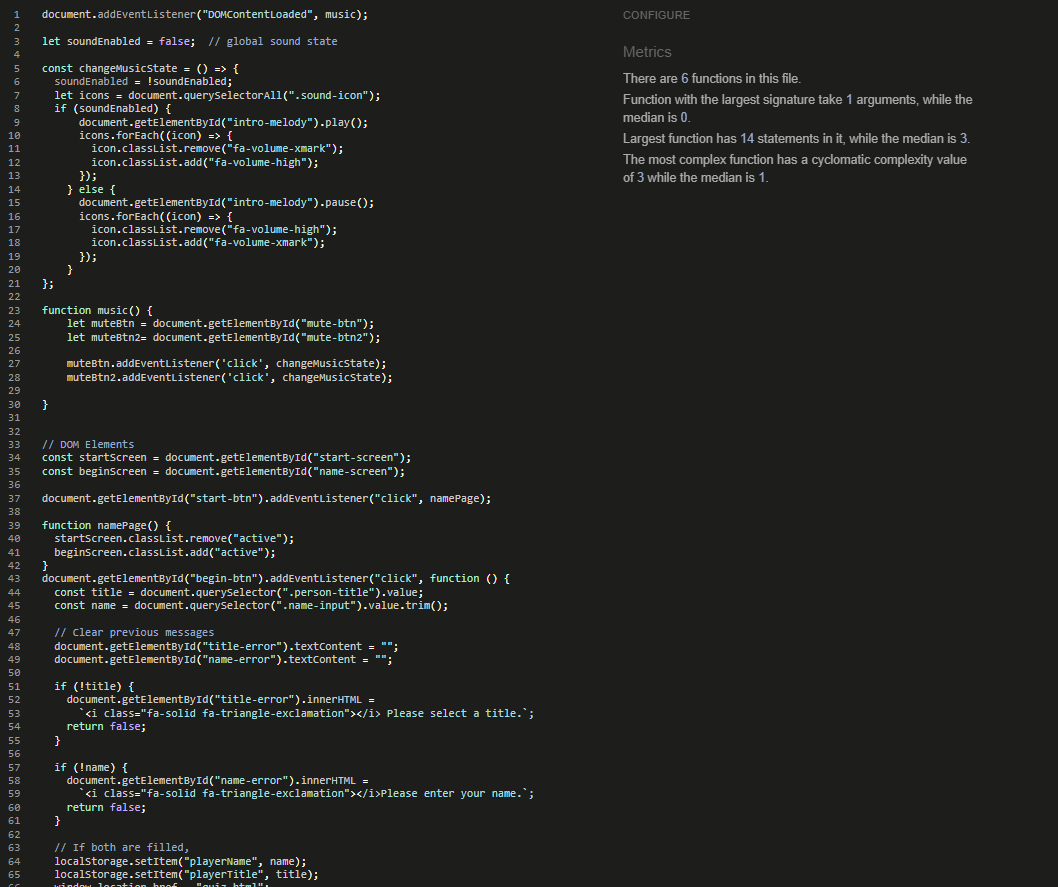 1 document.addEventListener("DOMContentLoaded", music);
2
3 let soundEnabled = false;  // global sound state
4
5 const changeMusicState = () => {
6   soundEnabled = !soundEnabled;
7   let icons = document.querySelectorAll(".sound-icon");
8   if (soundEnabled) {
9       document.getElementById("intro-melody").play();
10       icons.forEach((icon) => {
11         icon.classList.remove("fa-volume-xmark");
12         icon.classList.add("fa-volume-high");
13       });
14     } else {
15       document.getElementById("intro-melody").pause();
16       icons.forEach((icon) => {
17         icon.classList.remove("fa-volume-high");
18         icon.classList.add("fa-volume-xmark");
19       });
20     }
21 };
22
23 function music() {
24     let muteBtn = document.getElementById("mute-btn");
25     let muteBtn2= document.getElementById("mute-btn2");
26
27     muteBtn.addEventListener('click', changeMusicState);
28     muteBtn2.addEventListener('click', changeMusicState);
29
30 }
31
32
33 // DOM Elements
34 const startScreen = document.getElementById("start-screen");
35 const beginScreen = document.getElementById("name-screen");
36
37 document.getElementById("start-btn").addEventListener("click", namePage);
38
39 function namePage() {
40   startScreen.classList.remove("active");
41   beginScreen.classList.add("active");
42 }
43 document.getElementById("begin-btn").addEventListener("click", function () {
44   const title = document.querySelector(".person-title").value;
45   const name = document.querySelector(".name-input").value.trim();
46
47   // Clear previous messages
48   document.getElementById("title-error").textContent = "";
49   document.getElementById("name-error").textContent = "";
50
51   if (!title) {
52     document.getElementById("title-error").innerHTML =
53       `<i class="fa-solid fa-triangle-exclamation"></i> Please select a title.`;
54     return false;
55   }
56
57   if (!name) {
58     document.getElementById("name-error").innerHTML =
59       `<i class="fa-solid fa-triangle-exclamation"></i>Please enter your name.`;
60     return false;
61   }
62
63   // If both are filled,
64   localStorage.setItem("playerName", name);
65   localStorage.setItem("playerTitle", title);
66   window.location.href = "quiz.html";
CONFIGURE
Metrics
There are 6 functions in this file.
Function with the largest signature take 1 arguments, while the
median is 0.
Largest function has 14 statements in it, while the median is 3.
The most complex function has a cyclomatic complexity value
of 3 while the median is 1.